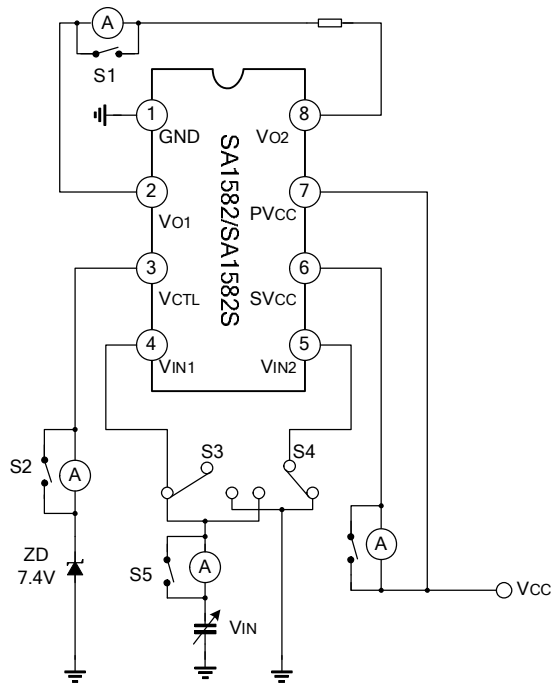 A
S1
1
GND
8
VO2
2
VO1
7
PVCC
SA1582/SA1582S
3
VCTL
6
SVCC
4
VIN1
5
VIN2
S3
S4
S2
A
A
S5
A
ZD
7.4V
VIN
VCC